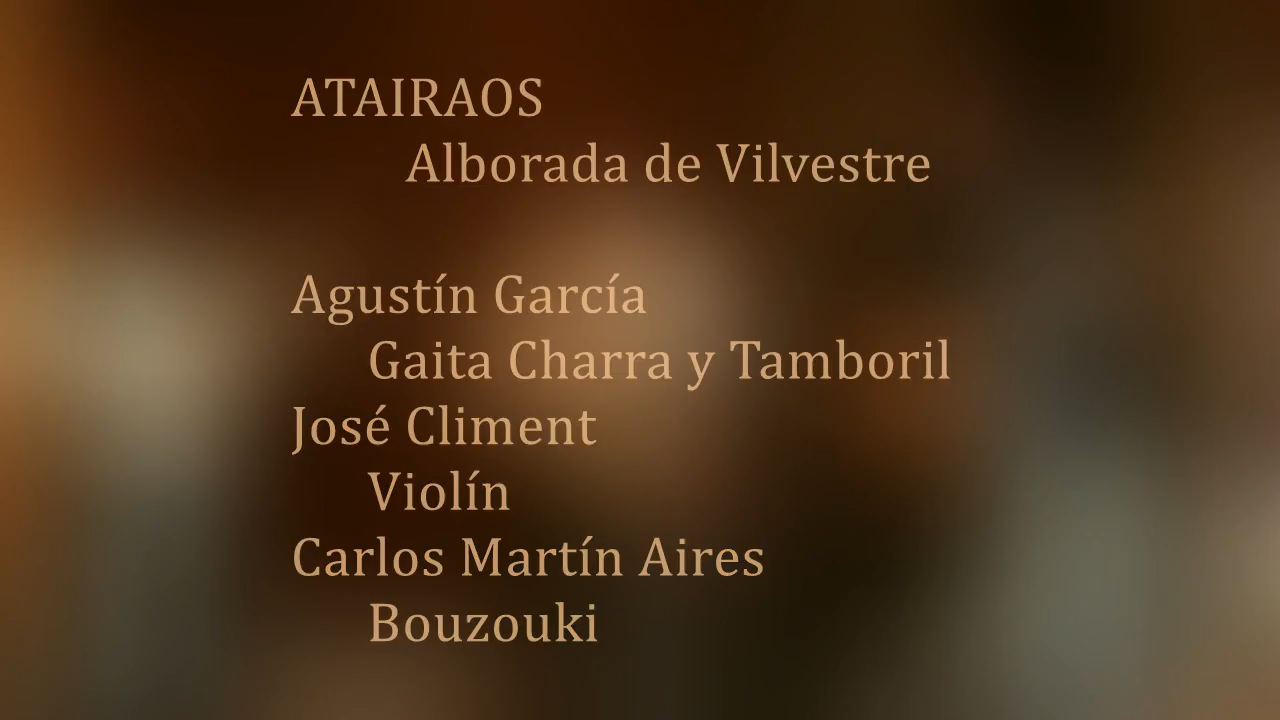 ATAIRAOS
Alborada de Vilvestre
Agustín García
Gaita Charra y Tamboril
José Climent
Violín
Carlos Martín Aires
Bouzouki